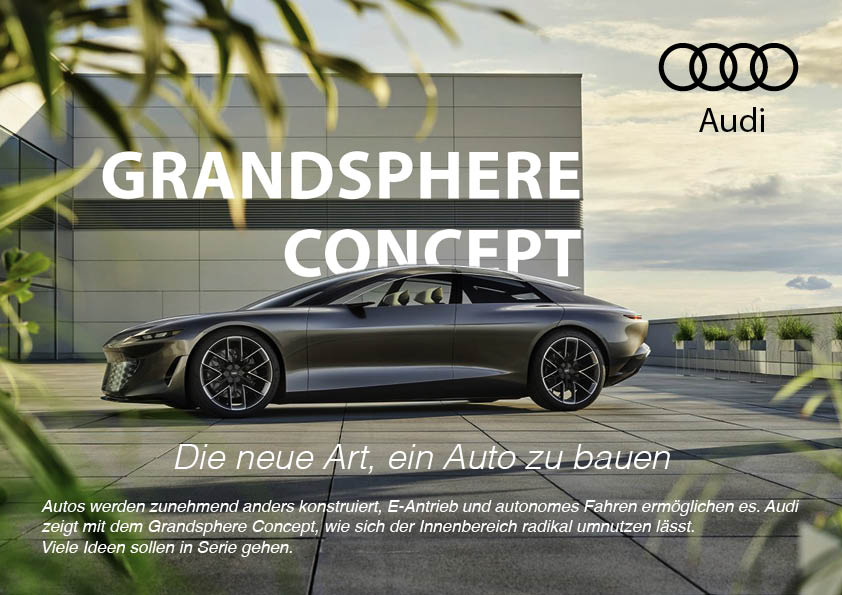 Audi
GRANDSPHERE
CONCEPT
Die neue Art, ein Auto zu bauen
Autos werden zunehmend anders konstruiert, E-Antrieb und autonomes Fahren ermöglichen es. Audi
zeigt mit dem Grandsphere Concept, wie sich der Innenbereich radikal umnutzen lässt.
Viele Ideen sollen in Serie gehen.